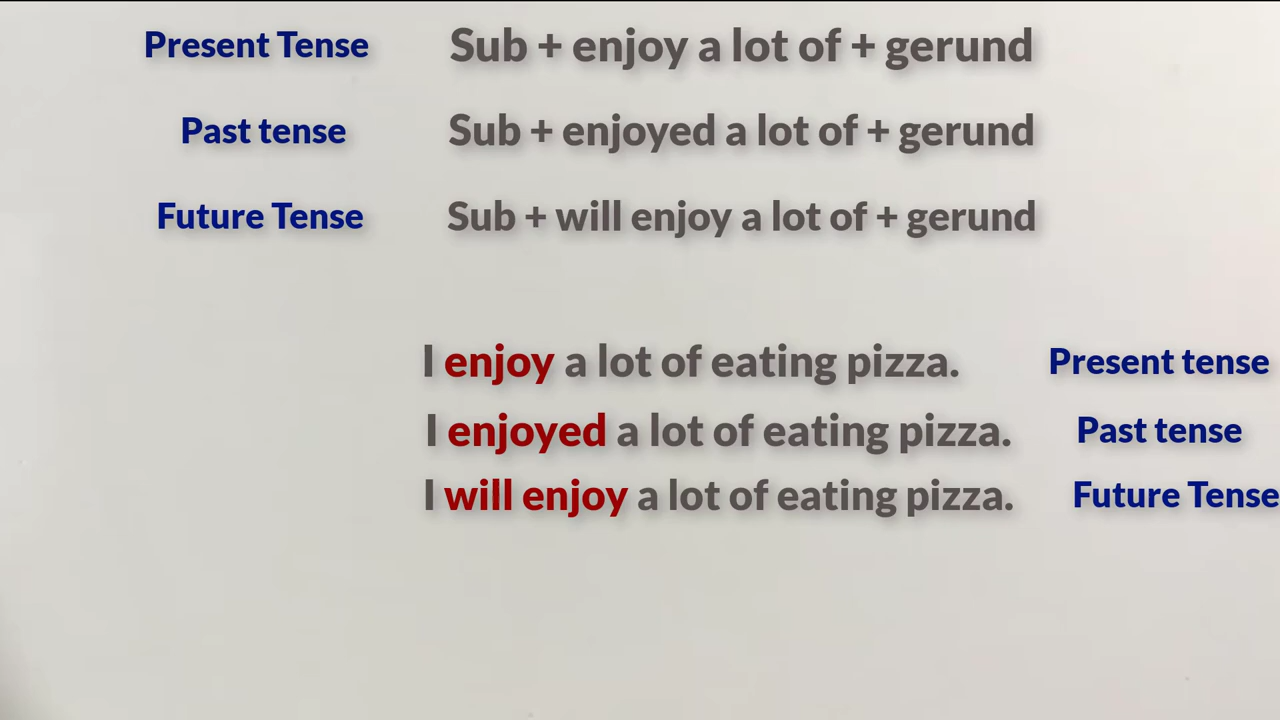 Present Tense Sub + enjoy a lot of + gerund
Past tense Sub + enjoyed a lot of + gerund
Future Tense Sub + will enjoy a lot of + gerund
I enjoy a lot of eating pizza. Present tense
I enjoyed a lot of eating pizza. Past tense
I will enjoy a lot of eating pizza. Future Tense